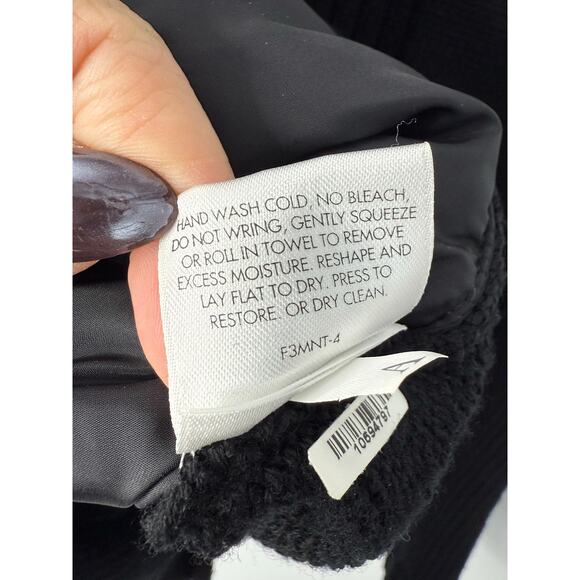 HAND WASH COLD, NO BLEACH,
DO NOT WRING, GENTLY SQUEEZE
OR ROLL IN TOWEL TO REMOVE
EXCESS MOISTURE. RESHAPE AND
LAY FLAT TO DRY. PRESS TO
RESTORE. OR DRY CLEAN.
F3MNT-4
10694797